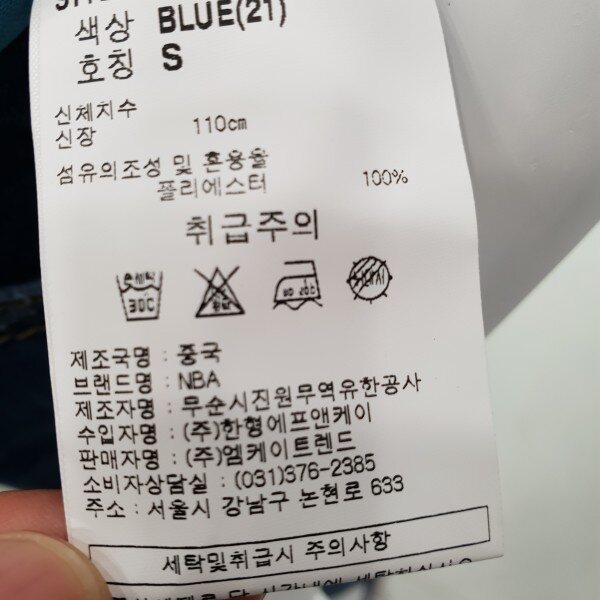 색상 BLUE(21)
호칭 S
신체치수
신장 110cm
섬유의조성 및 혼용율
폴리에스터 100%
취급주의
손세탁
30C
제조국명 : 중국
브랜드명 : NBA
제조자명 : 무순시진원무역유한공사
수입자명 : (주)한형에프앤케이
판매자명 : (주)엠케이트렌드
소비자상담실 : (031)376-2385
주소 : 서울시 강남구 논현로 633
세탁및취급시 주의사항